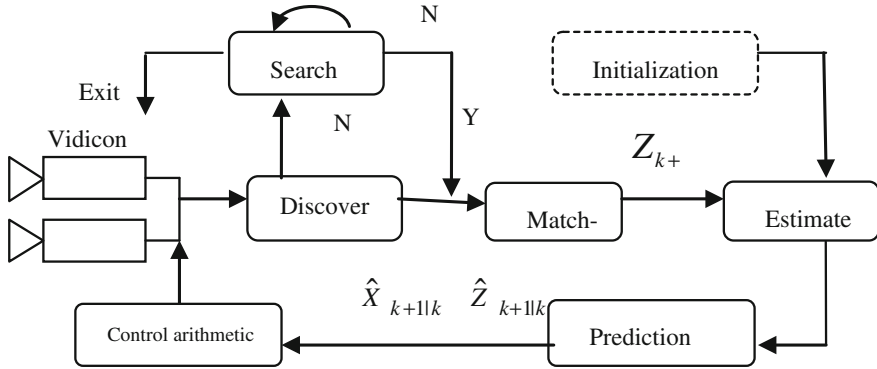 N
Search
Initialization
Exit
N
Y
Vidicon
Z_{k+}
Discover
Match-
Estimate
X̂_{k+1|k} Ẑ_{k+1|k}
Control arithmetic
Prediction